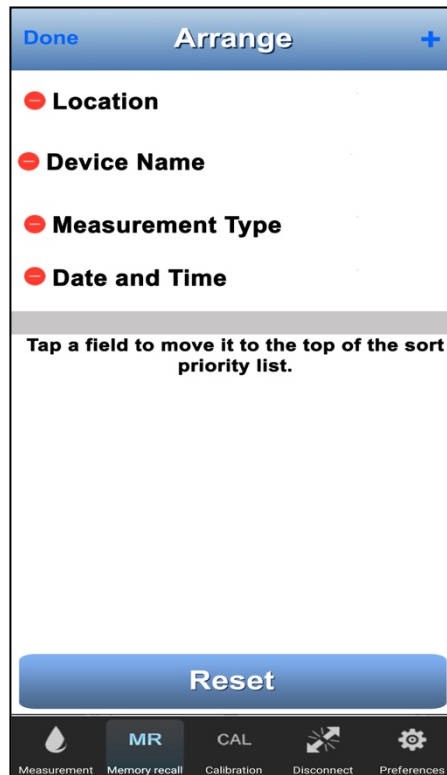 Done Arrange +
Location
Device Name
Measurement Type
Date and Time
Tap a field to move it to the top of the sort
priority list.
Reset
MR CAL
Measurement Memory recall Calibration Disconnect Preferences